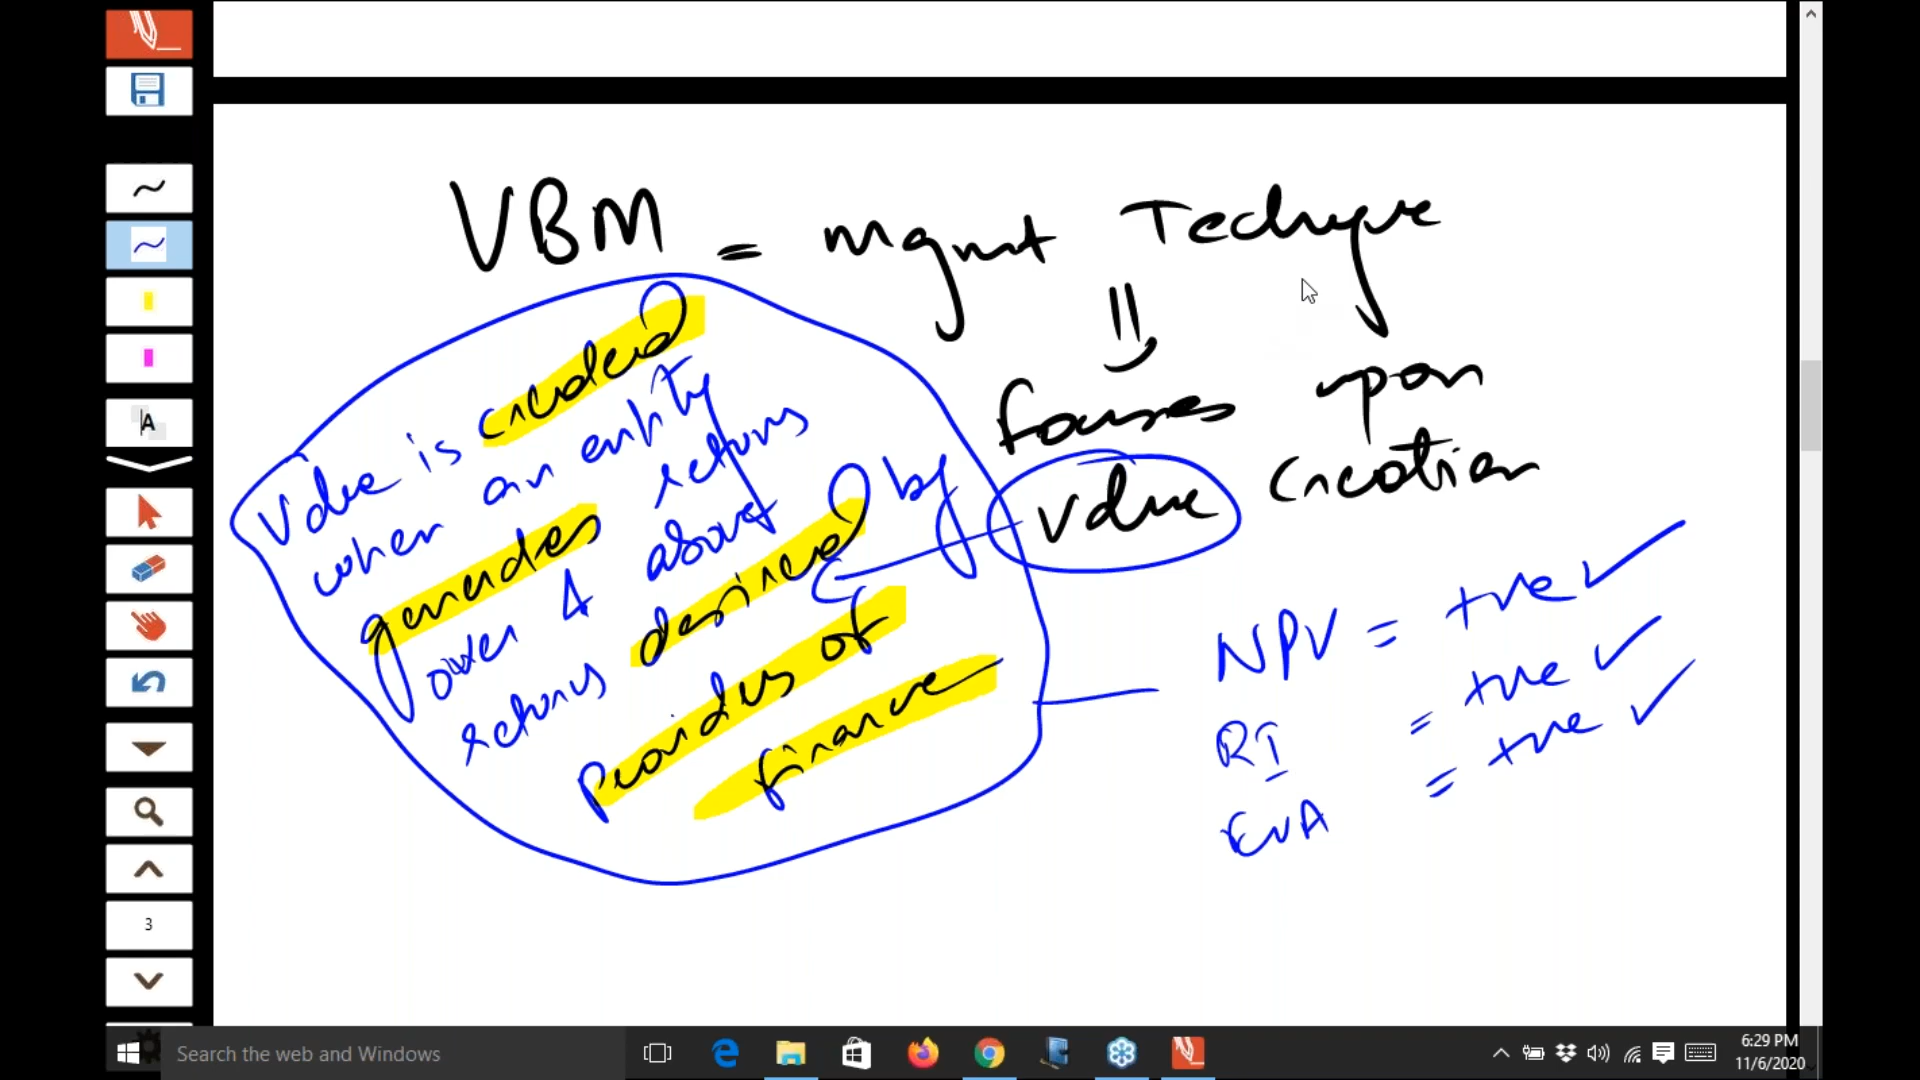 VBM = mgmt Technique
focuses upon
value creation
Value is created
when an entity
generates returns
over & above
returns desired by
providers of
finance
NPV = +ve ✓
RI = +ve ✓
EVA = +ve ✓
A
3
Search the web and Windows
6:29 PM
11/6/2020